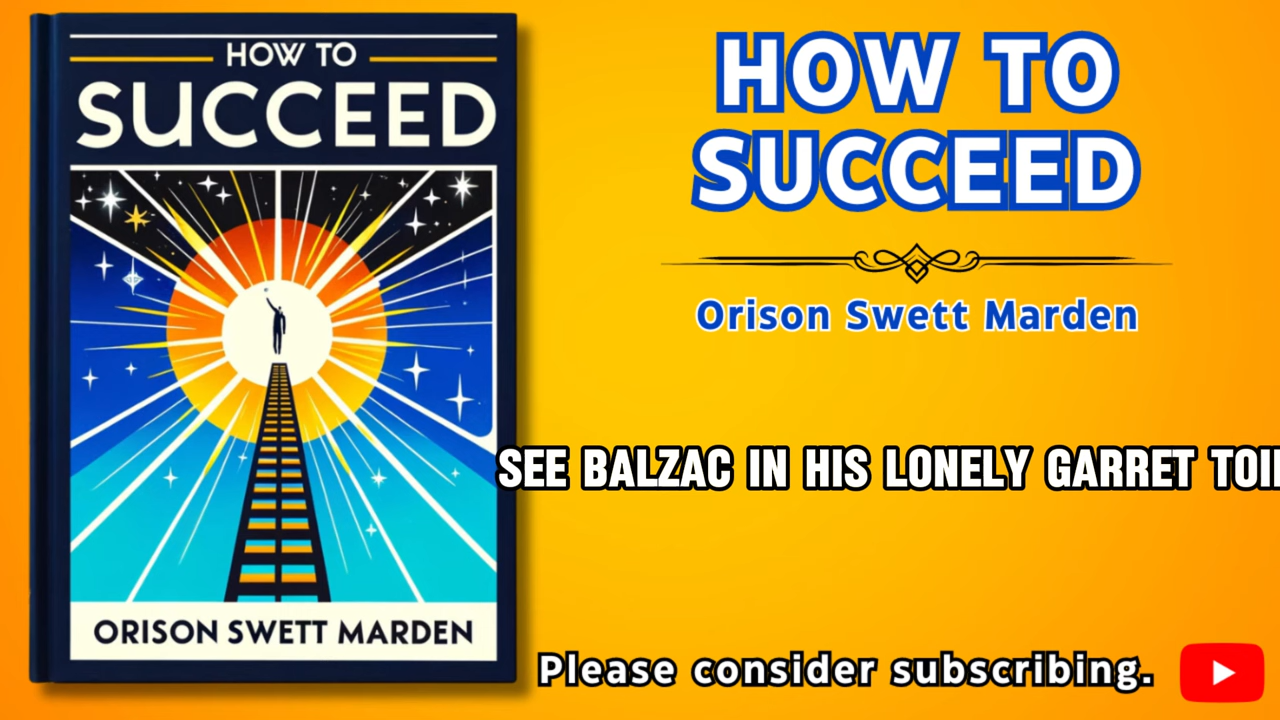 HOW TO
SUCCEED
ORISON SWETT MARDEN
HOW TO
SUCCEED
Orison Swett Marden
SEE BALZAC IN HIS LONELY GARRET
Please consider subscribing.